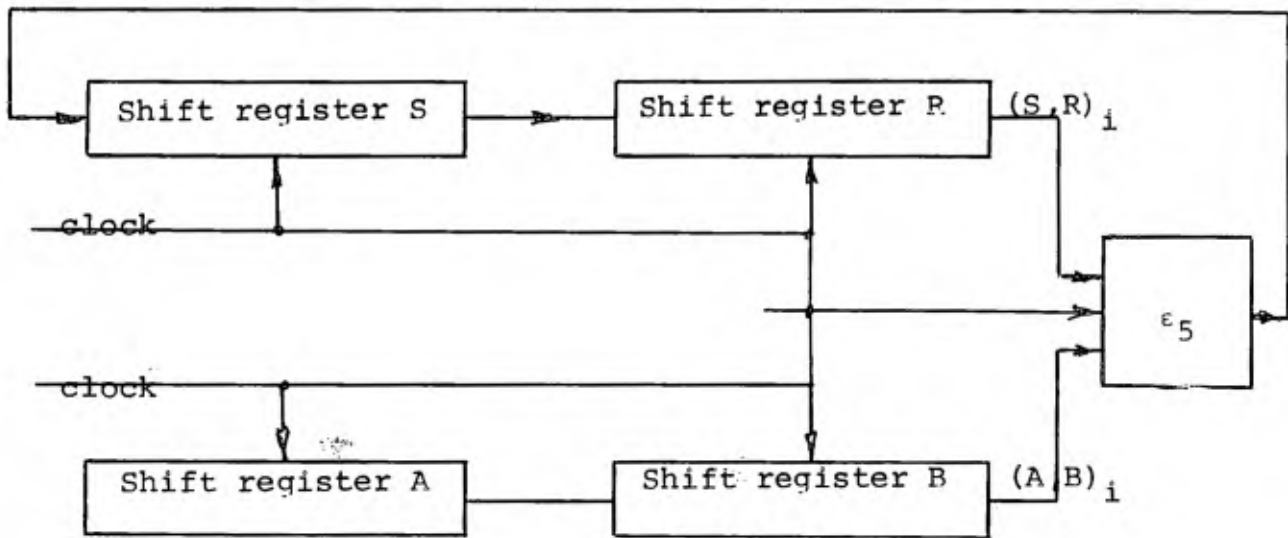 Shift register S
Shift register R
(S,R)i
clock
ε5
clock
Shift register A
Shift register B
(A B)i